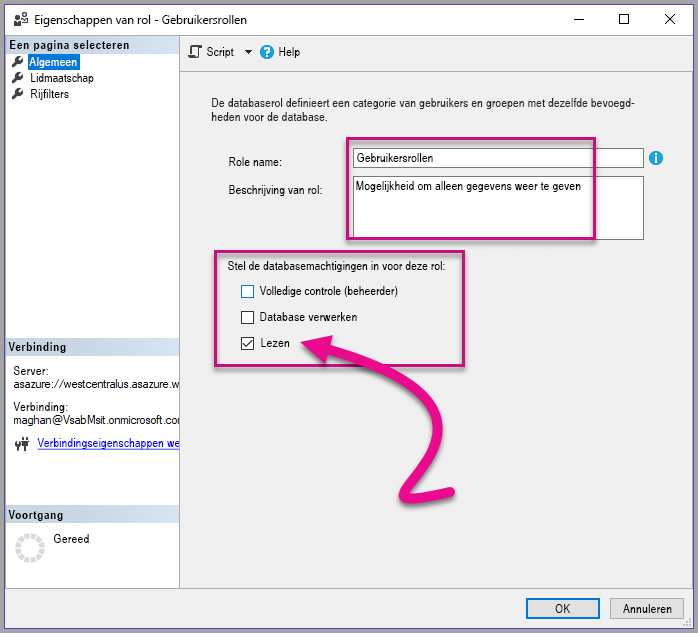 Eigenschappen van rol - Gebruikersrollen
Een pagina selecteren
Algemeen
Lidmaatschap
Rijfilters
Script
Help
De databaserol definieert een categorie van gebruikers en groepen met dezelfde bevoegd-
heden voor de database.
Role name:
Gebruikersrollen
Beschrijving van rol:
Mogelijkheid om alleen gegevens weer te geven
Stel de databasemachtigingen in voor deze rol:
Volledige controle (beheerder)
Database verwerken
Lezen
Verbinding
Server:
asazure://westcentralus.asazure.w
Verbinding:
maghan@VsabMsit.onmicrosoft.co
Verbindingseigenschappen we
Voortgang
Gereed
OK
Annuleren